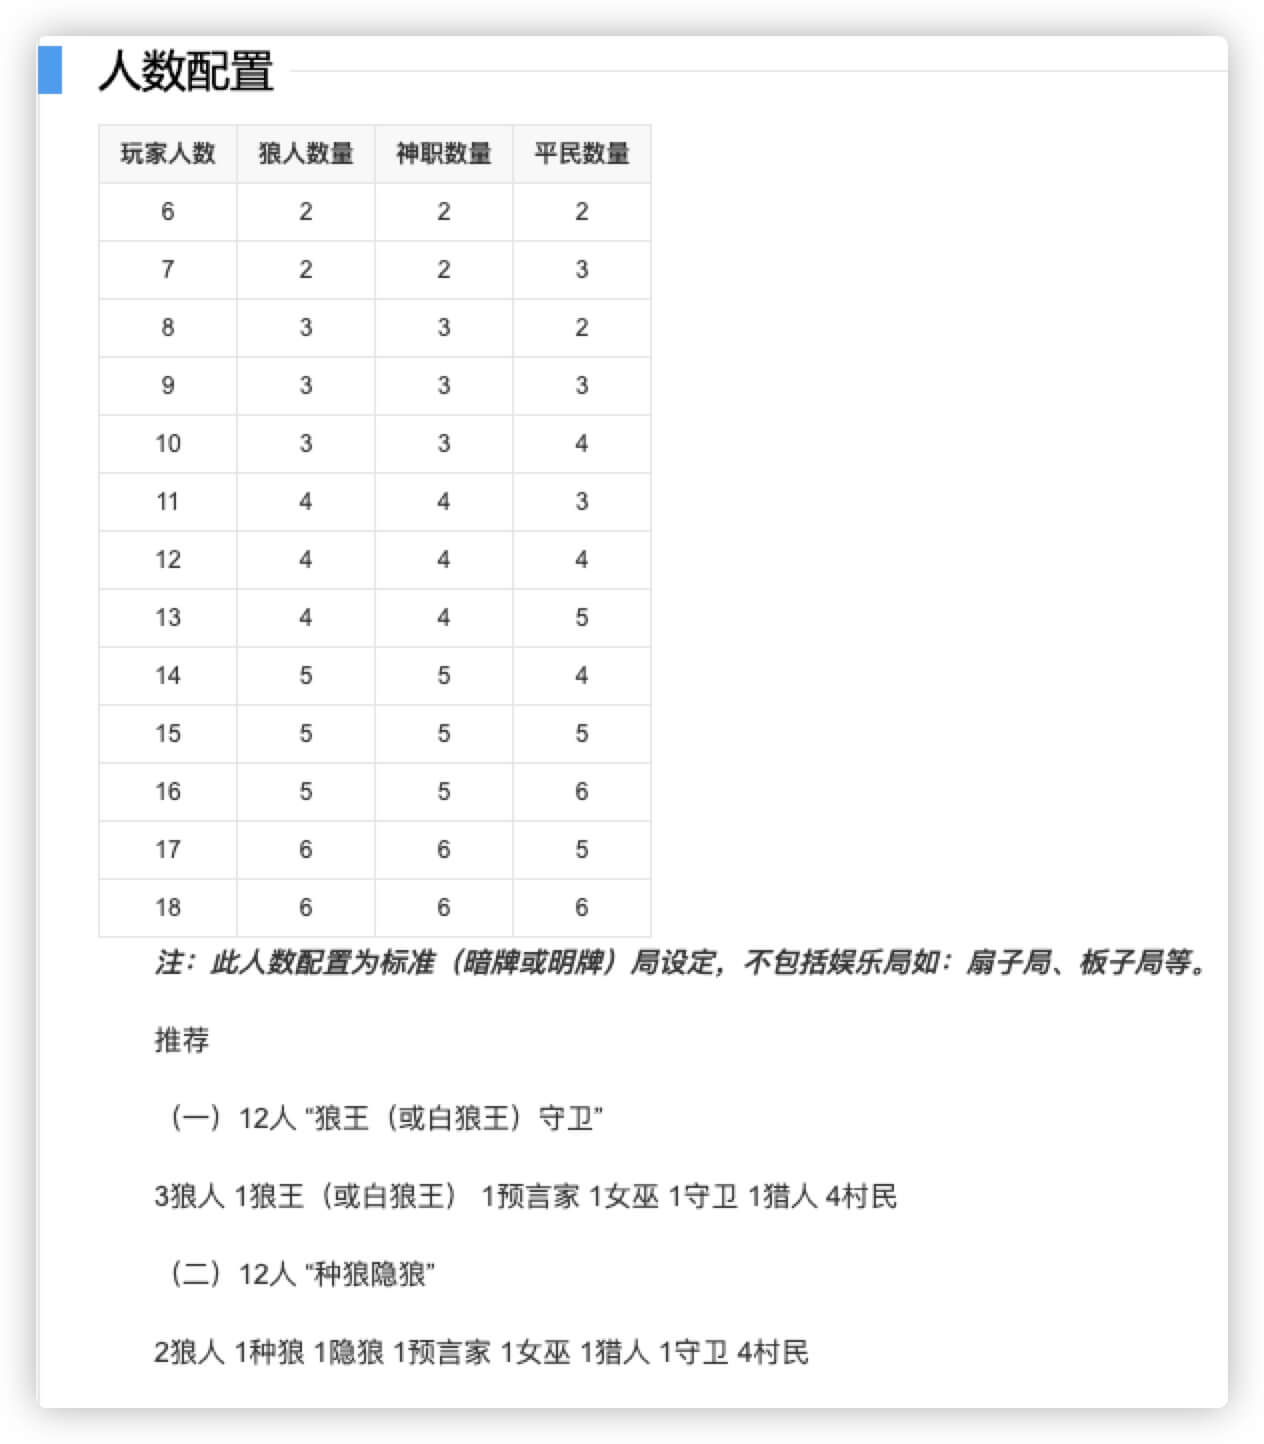 人数配置
玩家人数 狼人数量 神职数量 平民数量
6 2 2 2
7 2 2 3
8 3 3 2
9 3 3 3
10 3 3 4
11 4 4 3
12 4 4 4
13 4 4 5
14 5 5 4
15 5 5 5
16 5 5 6
17 6 6 5
18 6 6 6
注：此人数配置为标准（暗牌或明牌）局设定，不包括娱乐局如：扇子局、板子局等。
推荐
（一）12人 “狼王（或白狼王）守卫”
3狼人 1狼王（或白狼王） 1预言家 1女巫 1守卫 1猎人 4村民
（二）12人 “种狼隐狼”
2狼人 1种狼 1隐狼 1预言家 1女巫 1猎人 1守卫 4村民